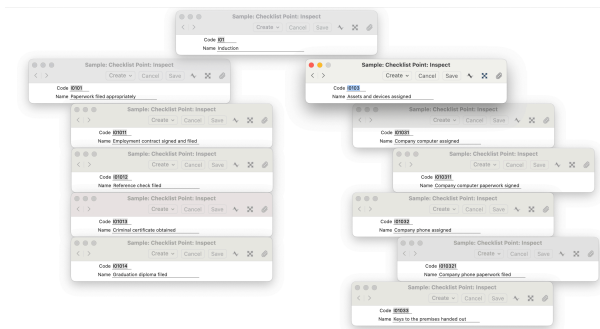 Sample: Checklist Point: Inspect
Create Cancel Save
Code I01
Name Induction
Sample: Checklist Point: Inspect
Create Cancel Save
Code I0101
Name Paperwork filed appropriately
Sample: Checklist Point: Inspect
Create Cancel Save
Code I01011
Name Employment contract signed and filed
Sample: Checklist Point: Inspect
Create Cancel Save
Code I01012
Name Reference check filed
Sample: Checklist Point: Inspect
Create Cancel Save
Code I01013
Name Criminal certificate obtained
Sample: Checklist Point: Inspect
Create Cancel Save
Code I01014
Name Graduation diploma filed
Sample: Checklist Point: Inspect
Create Cancel Save
Code I0103
Name Assets and devices assigned
Sample: Checklist Point: Inspect
Create Cancel Save
Code I01031
Name Company computer assigned
Sample: Checklist Point: Inspect
Create Cancel Save
Code I010311
Name Company computer paperwork signed
Sample: Checklist Point: Inspect
Create Cancel Save
Code I01032
Name Company phone assigned
Sample: Checklist Point: Inspect
Create Cancel Save
Code I010321
Name Company phone paperwork filed
Sample: Checklist Point: Inspect
Create Cancel Save
Code I01033
Name Keys to the premises handed out